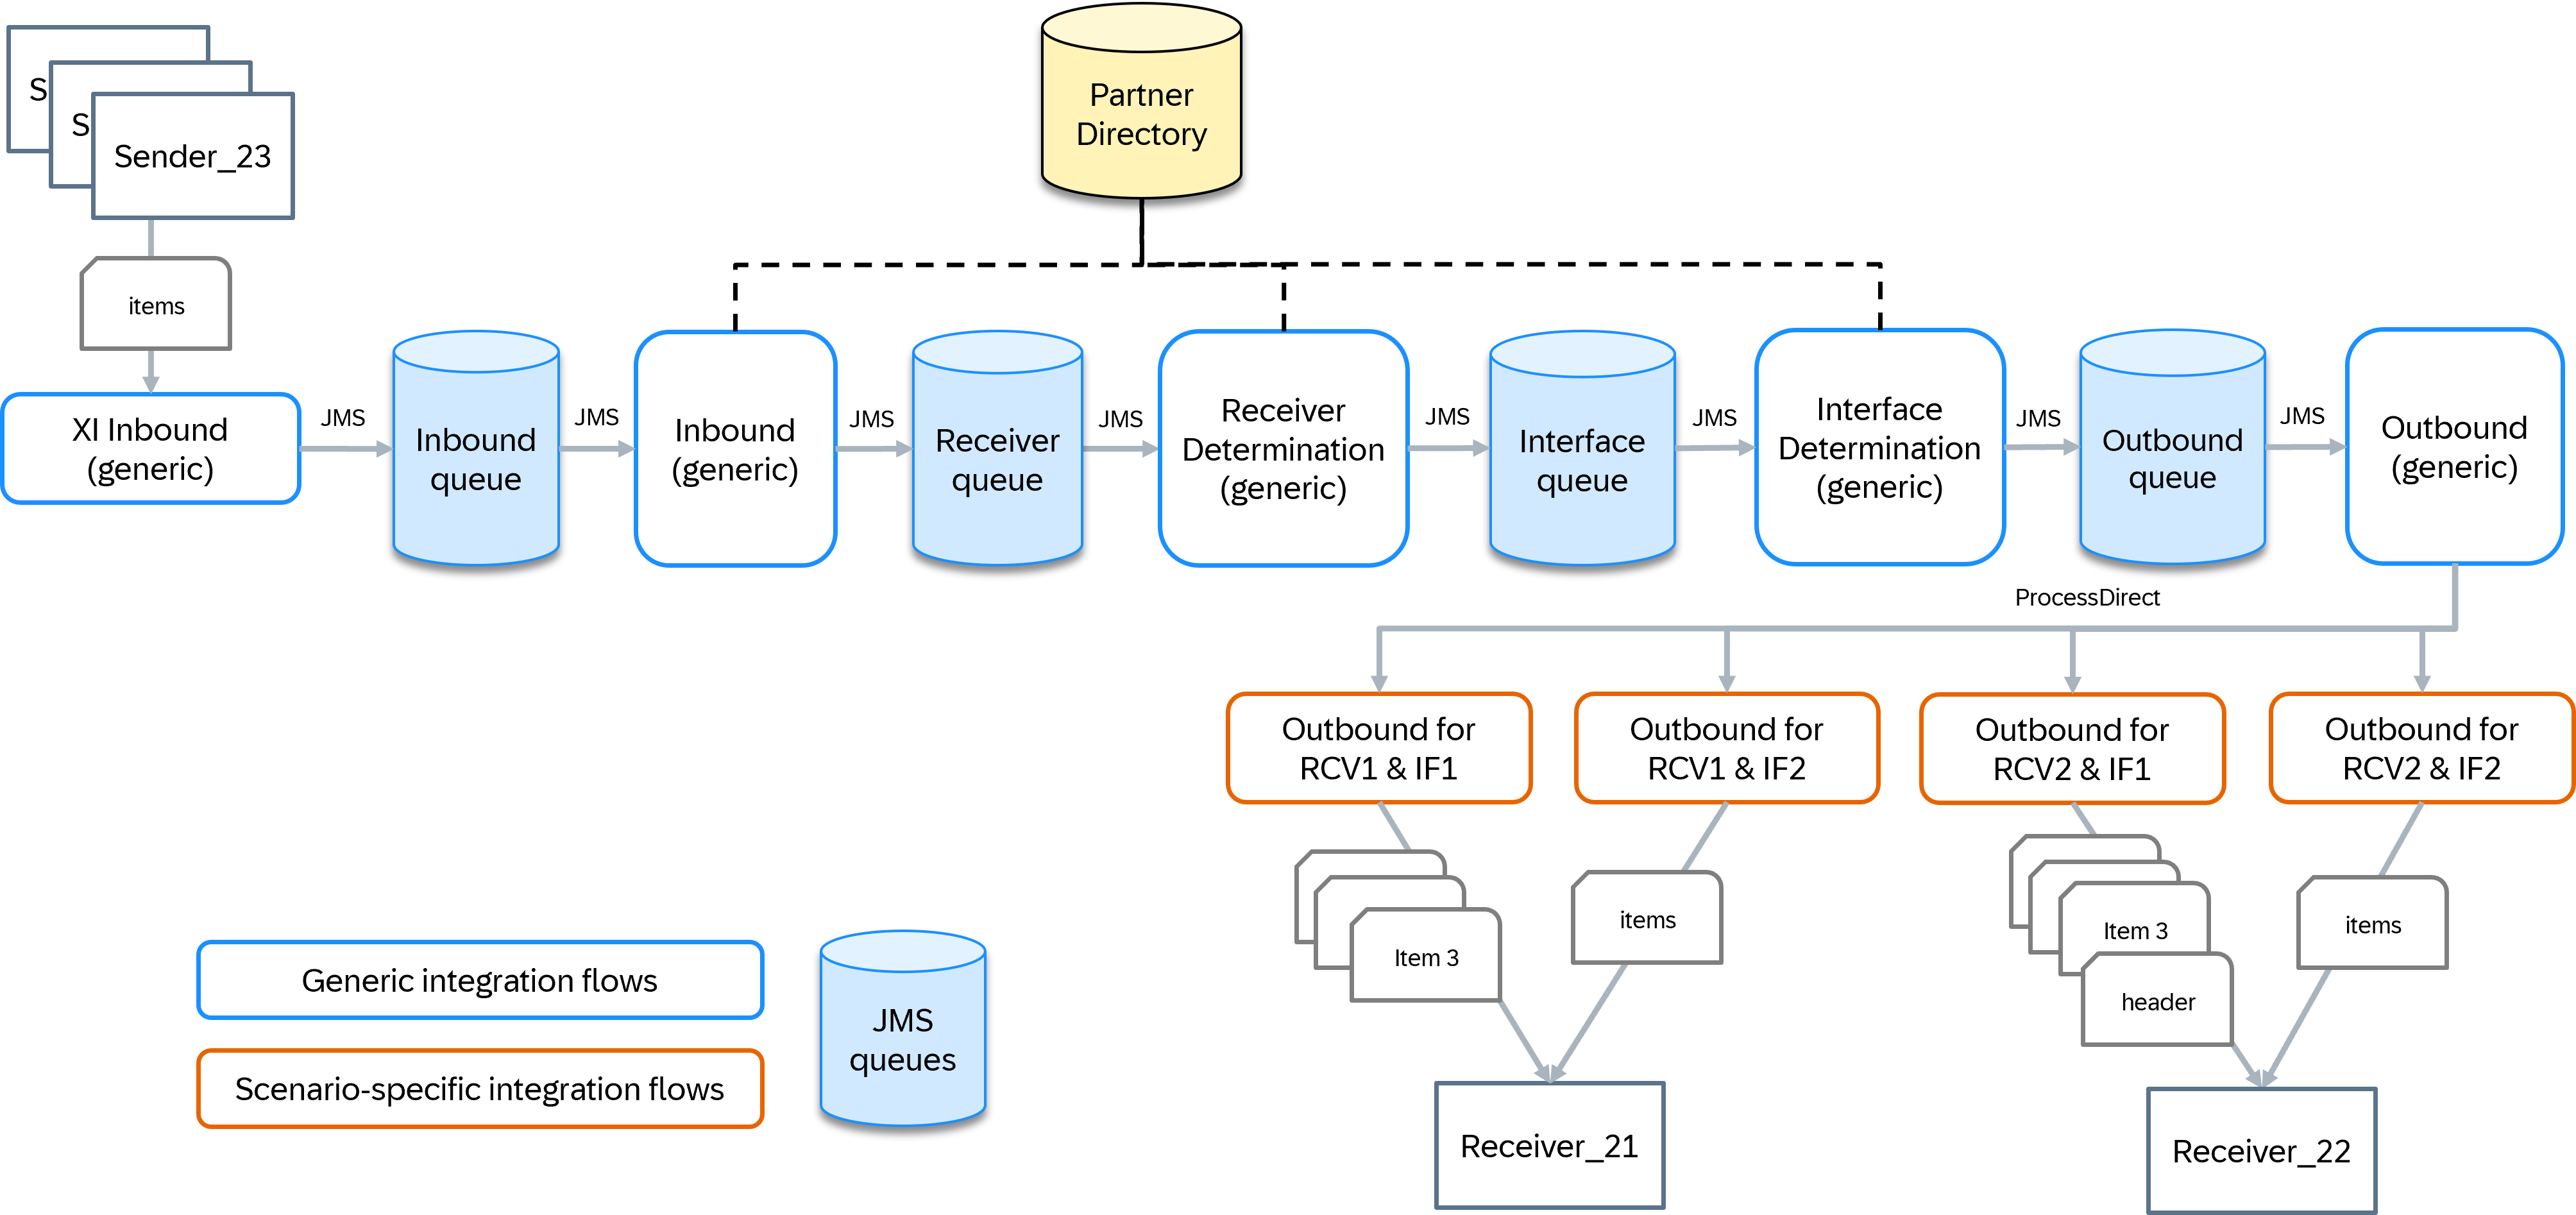 Partner
Directory
S
S
Sender_23
items
XI Inbound
(generic)
JMS
Inbound
queue
JMS
Inbound
(generic)
JMS
Receiver
queue
JMS
Receiver
Determination
(generic)
JMS
Interface
queue
JMS
Interface
Determination
(generic)
JMS
Outbound
queue
JMS
Outbound
(generic)
ProcessDirect
Outbound for
RCV1 & IF1
Outbound for
RCV1 & IF2
Outbound for
RCV2 & IF1
Outbound for
RCV2 & IF2
Item 3
items
Item 3
header
items
Receiver_21
Receiver_22
Generic integration flows
Scenario-specific integration flows
JMS
queues